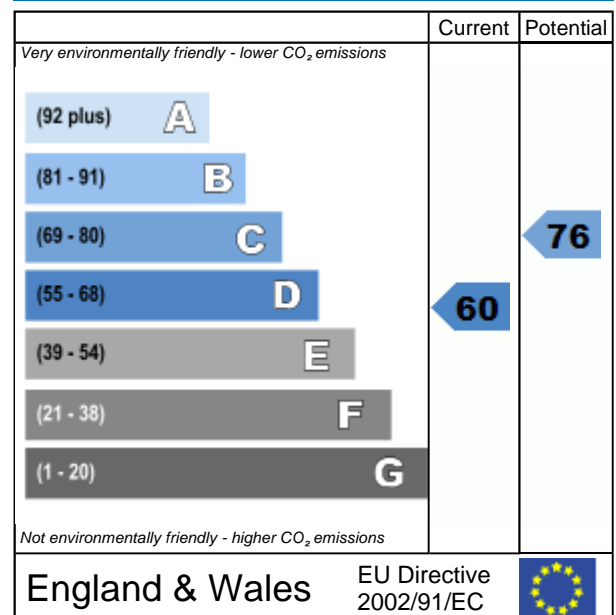 Current Potential
Very environmentally friendly - lower CO₂ emissions
(92 plus) A
(81 - 91) B
(69 - 80) C
76
(55 - 68) D
60
(39 - 54) E
(21 - 38) F
(1 - 20) G
Not environmentally friendly - higher CO₂ emissions
England & Wales
EU Directive
2002/91/EC